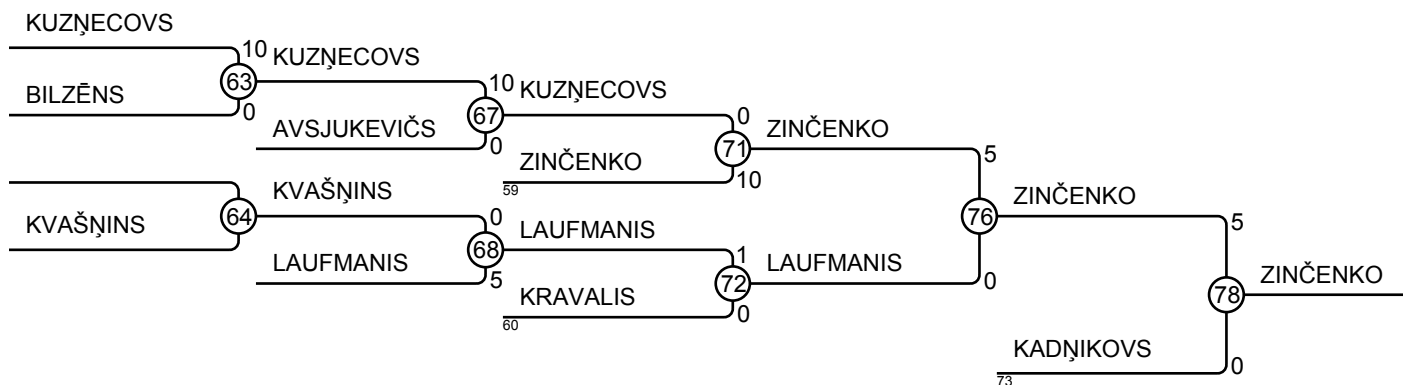 KUZŅECOVS
10
63
BILZĒNS
0
KUZŅECOVS
10
67
AVSJUKEVIČS
0
KUZŅECOVS
0
71
ZINČENKO
59
10
ZINČENKO
5
76
KVAŠŅINS
64
KVAŠŅINS
0
68
LAUFMANIS
5
LAUFMANIS
1
72
KRAVALIS
60
0
LAUFMANIS
0
ZINČENKO
5
78
KADŅIKOVS
73
0
ZINČENKO